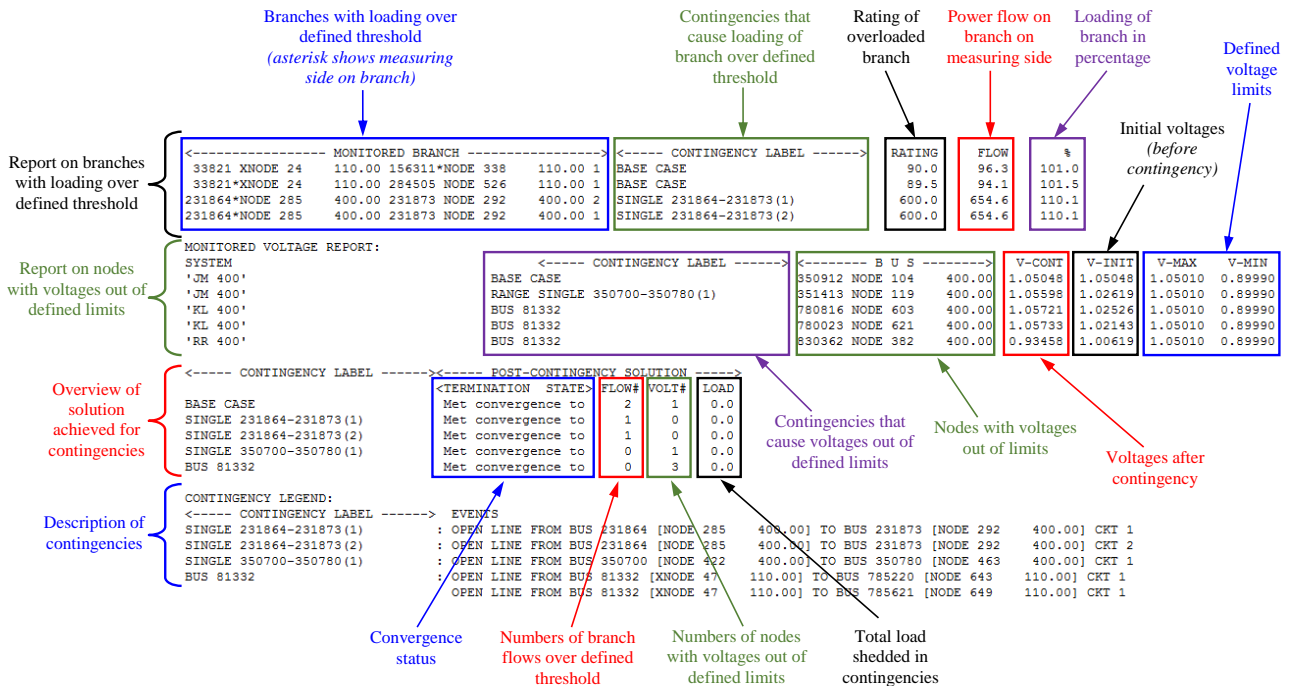 Branches with loading over
defined threshold
(asterisk shows measuring
side on branch)
Contingencies that
cause loading of
branch over defined
threshold
Rating of
overloaded
branch
Power flow on
branch on
measuring side
Loading of
branch in
percentage
Defined
voltage
limits
Initial voltages
(before
contingency)
Report on branches
with loading over
defined threshold
<----------------- MONITORED BRANCH -----------------><----- CONTINGENCY LABEL ------> RATING FLOW %
33821 XNODE 24 110.00 156311*NODE 338 110.00 1 BASE CASE 90.0 96.3 101.0
33821*XNODE 24 110.00 284505 NODE 526 110.00 1 BASE CASE 89.5 94.1 101.5
231864*NODE 285 400.00 231873 NODE 292 400.00 2 SINGLE 231864-231873(1) 600.0 654.6 110.1
231864*NODE 285 400.00 231873 NODE 292 400.00 1 SINGLE 231864-231873(2) 600.0 654.6 110.1
Report on nodes
with voltages out of
defined limits
MONITORED VOLTAGE REPORT:
SYSTEM <----- CONTINGENCY LABEL ------><-------- B U S --------> V-CONT V-INIT V-MAX V-MIN
'JM 400' BASE CASE 350912 NODE 104 400.00 1.05048 1.05048 1.05010 0.89990
'JM 400' RANGE SINGLE 350700-350780(1) 351413 NODE 119 400.00 1.05598 1.02619 1.05010 0.89990
'KL 400' BUS 81332 780816 NODE 603 400.00 1.05721 1.02526 1.05010 0.89990
'KL 400' BUS 81332 780023 NODE 621 400.00 1.05733 1.02143 1.05010 0.89990
'RR 400' BUS 81332 830362 NODE 382 400.00 0.93458 1.00619 1.05010 0.89990
Overview of
solution
achieved for
contingencies
<----- CONTINGENCY LABEL ------><----- POST-CONTINGENCY SOLUTION ----->
<TERMINATION STATE> FLOW# VOLT# LOAD
BASE CASE Met convergence to 2 1 0.0
SINGLE 231864-231873(1) Met convergence to 1 0 0.0
SINGLE 231864-231873(2) Met convergence to 1 0 0.0
SINGLE 350700-350780(1) Met convergence to 0 1 0.0
BUS 81332 Met convergence to 0 3 0.0
Contingencies that
cause voltages out of
defined limits
Nodes with voltages
out of limits
Voltages after
contingency
Description of
contingencies
CONTINGENCY LEGEND:
<----- CONTINGENCY LABEL ------> EVENTS
SINGLE 231864-231873(1) : OPEN LINE FROM BUS 231864 [NODE 285 400.00] TO BUS 231873 [NODE 292 400.00] CKT 1
SINGLE 231864-231873(2) : OPEN LINE FROM BUS 231864 [NODE 285 400.00] TO BUS 231873 [NODE 292 400.00] CKT 2
SINGLE 350700-350780(1) : OPEN LINE FROM BUS 350700 [NODE 422 400.00] TO BUS 350780 [NODE 463 400.00] CKT 1
BUS 81332 : OPEN LINE FROM BUS 81332 [XNODE 47 110.00] TO BUS 785220 [NODE 643 110.00] CKT 1
OPEN LINE FROM BUS 81332 [XNODE 47 110.00] TO BUS 785621 [NODE 649 110.00] CKT 1
Convergence
status
Numbers of branch
flows over defined
threshold
Numbers of nodes
with voltages out of
defined limits
Total load
shedded in
contingencies